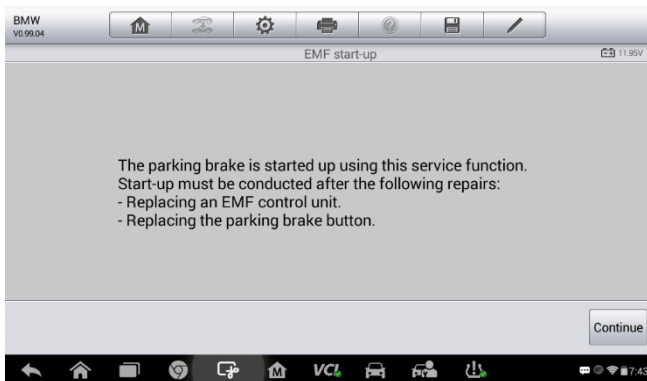 BMW
V0.99.04
M
EMF start-up
11.95V
The parking brake is started up using this service function.
Start-up must be conducted after the following repairs:
- Replacing an EMF control unit.
- Replacing the parking brake button.
Continue
M
VCI
7:43